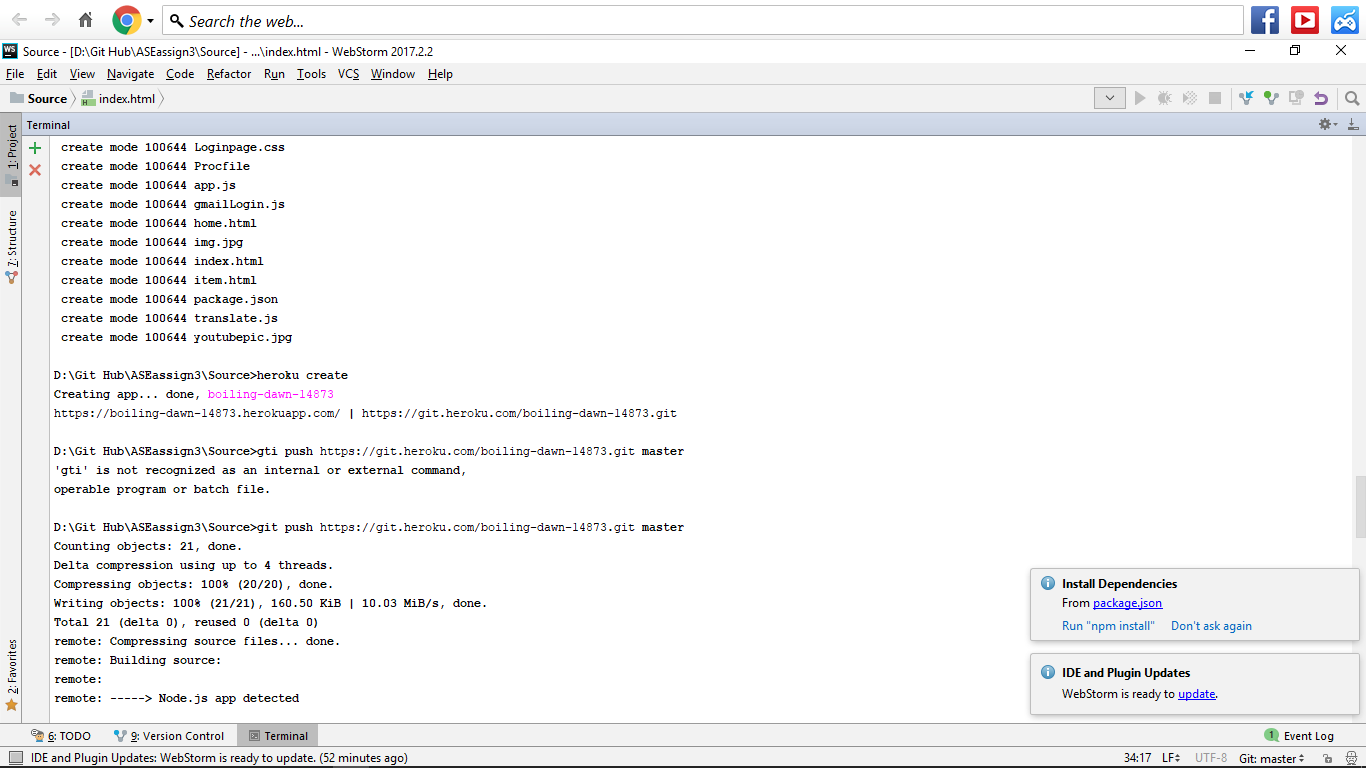 Search the web...
WS Source - [D:\Git Hub\ASEassign3\Source] - ...\index.html - WebStorm 2017.2.2
File Edit View Navigate Code Refactor Run Tools VCS Window Help
Source index.html
Terminal
1: Project
7: Structure
2: Favorites
create mode 100644 Loginpage.css
create mode 100644 Procfile
create mode 100644 app.js
create mode 100644 gmailLogin.js
create mode 100644 home.html
create mode 100644 img.jpg
create mode 100644 index.html
create mode 100644 item.html
create mode 100644 package.json
create mode 100644 translate.js
create mode 100644 youtubepic.jpg
D:\Git Hub\ASEassign3\Source>heroku create
Creating app... done, boiling-dawn-14873
https://boiling-dawn-14873.herokuapp.com/ | https://git.heroku.com/boiling-dawn-14873.git
D:\Git Hub\ASEassign3\Source>gti push https://git.heroku.com/boiling-dawn-14873.git master
'gti' is not recognized as an internal or external command,
operable program or batch file.
D:\Git Hub\ASEassign3\Source>git push https://git.heroku.com/boiling-dawn-14873.git master
Counting objects: 21, done.
Delta compression using up to 4 threads.
Compressing objects: 100% (20/20), done.
Writing objects: 100% (21/21), 160.50 KiB | 10.03 MiB/s, done.
Total 21 (delta 0), reused 0 (delta 0)
remote: Compressing source files... done.
remote: Building source:
remote:
remote: -----> Node.js app detected
Install Dependencies
From package.json
Run "npm install" Don't ask again
IDE and Plugin Updates
WebStorm is ready to update.
6: TODO 9: Version Control Terminal 1 Event Log
IDE and Plugin Updates: WebStorm is ready to update. (52 minutes ago) 34:17 LF UTF-8 Git: master